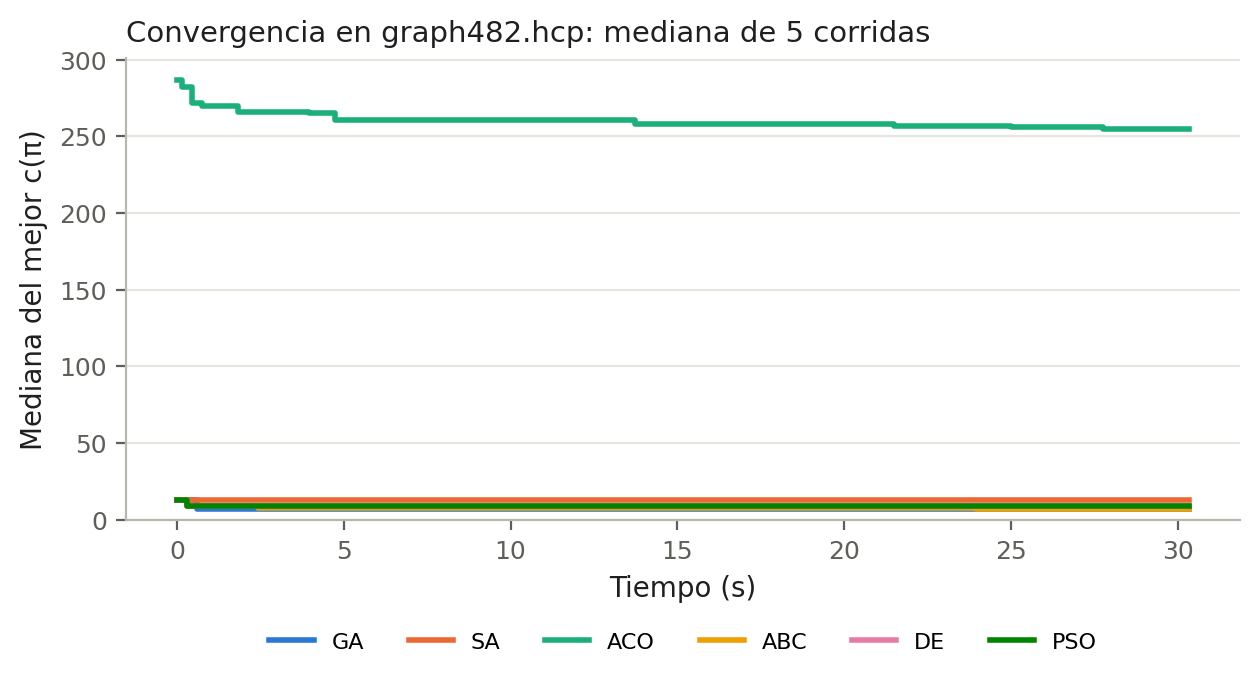 Convergencia en graph482.hcp: mediana de 5 corridas
Mediana del mejor c(π)
300
250
200
150
100
50
0
0 5 10 15 20 25 30
Tiempo (s)
GA SA ACO ABC DE PSO